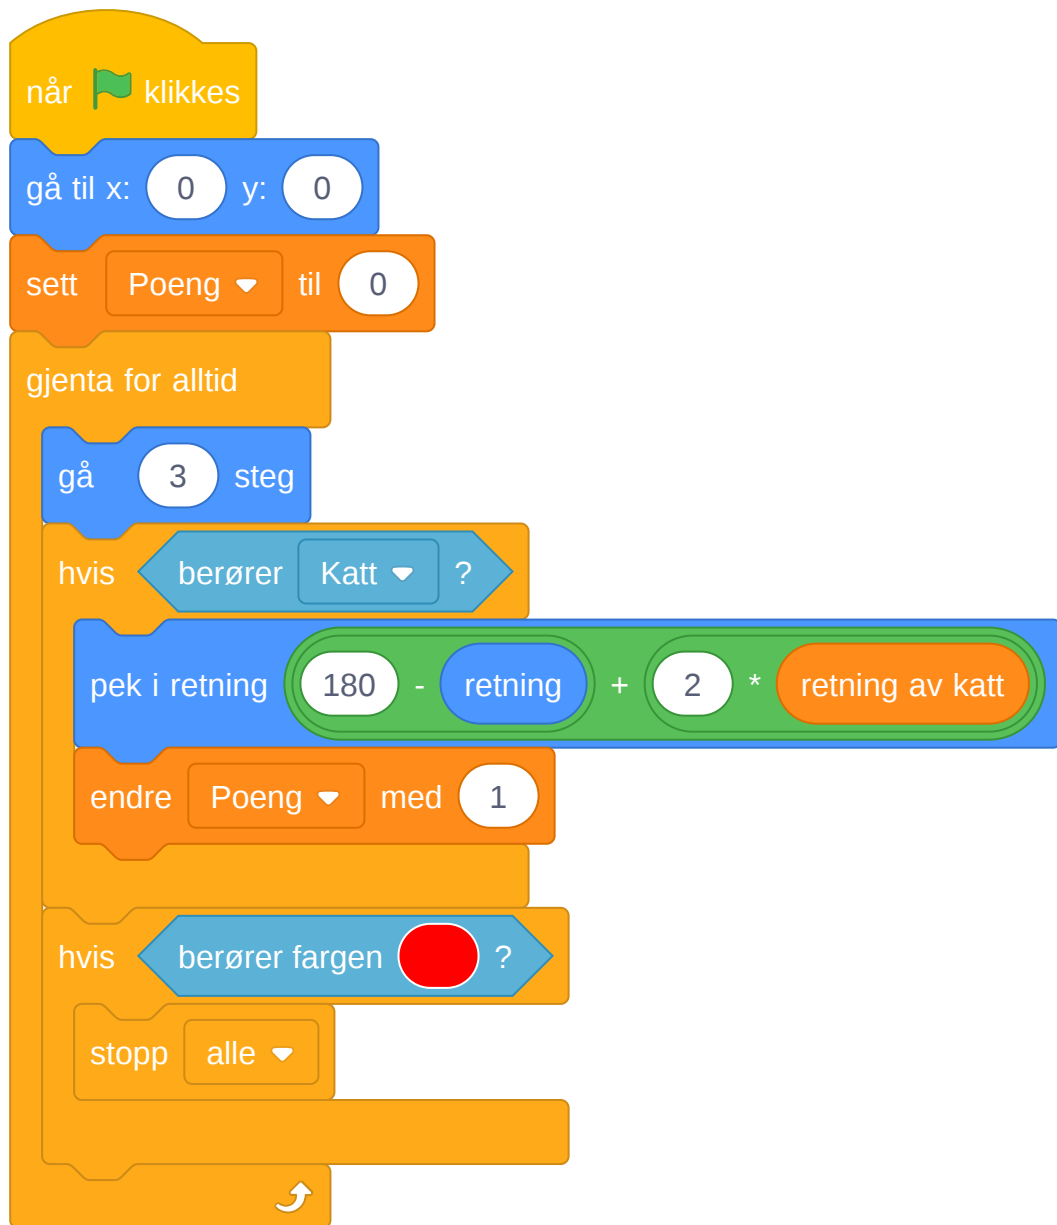 når klikkes
gå til x: 0 y: 0
sett Poeng til 0
gjenta for alltid
gå 3 steg
hvis berører Katt ?
pek i retning 180 - retning + 2 * retning av katt
endre Poeng med 1
hvis berører fargen ?
stopp alle